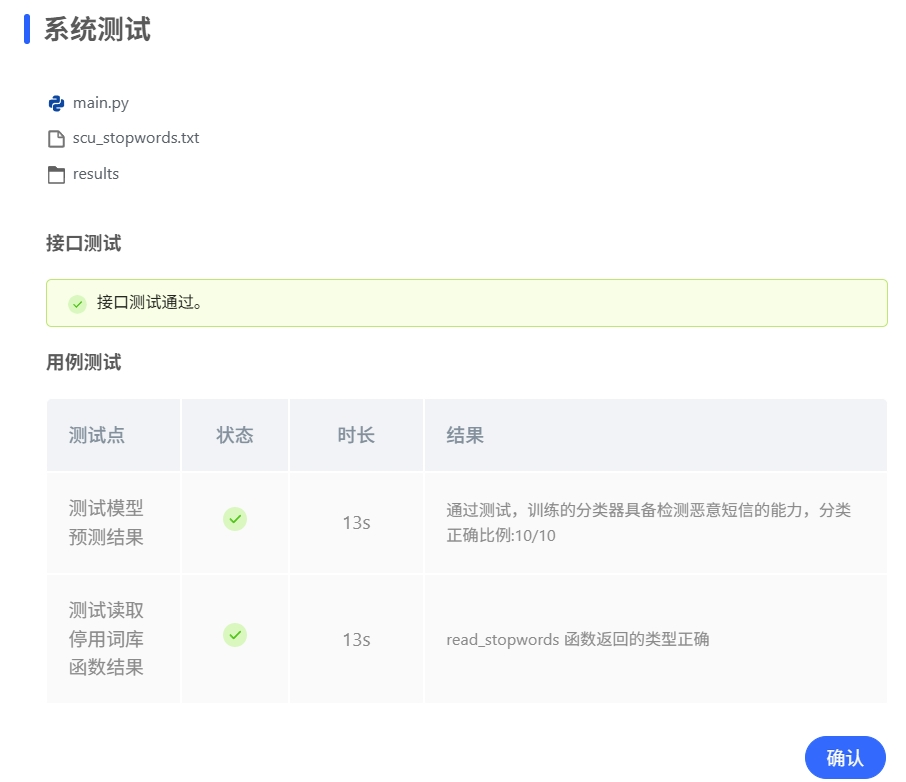 系统测试
main.py
scu_stopwords.txt
results
接口测试
接口测试通过。
用例测试
测试点 状态 时长 结果
测试模型
预测结果
13s
通过测试，训练的分类器具备检测恶意短信的能力，分类
正确比例:10/10
测试读取
停用词库
函数结果
13s
read_stopwords 函数返回的类型正确
确认